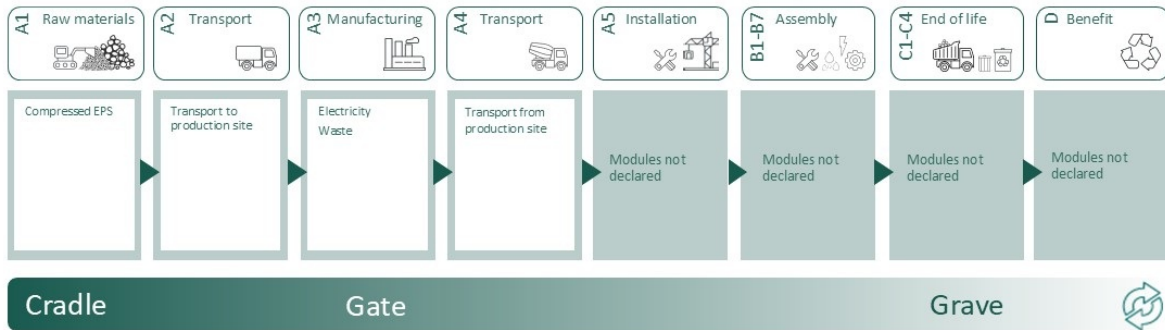 A1 Raw materials
A2 Transport
A3 Manufacturing
A4 Transport
A5 Installation
B1-B7 Assembly
C1-C4 End of life
D Benefit
Compressed EPS
Transport to
production site
Electricity
Waste
Transport from
production site
Modules not
declared
Modules not
declared
Modules not
declared
Modules not
declared
Cradle
Gate
Grave